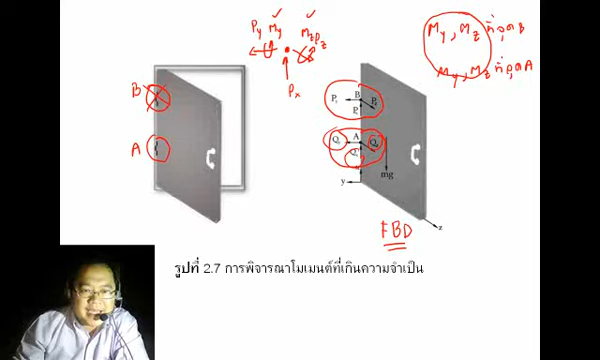 Py My Mz Pz
Px
My, Mz ที่จุด B
My, Mz ที่จุด A
B
A
B
A
mg
y
z
FBD
รูปที่ 2.7 การพิจารณาโมเมนต์ที่เกินความจำเป็น